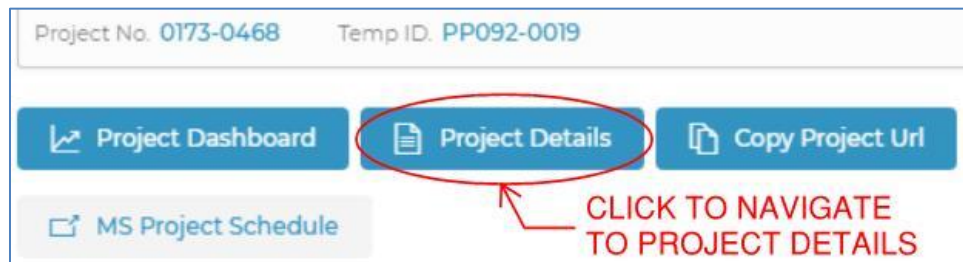 Project No. 0173-0468 Temp ID. PP092-0019
Project Dashboard Project Details Copy Project Url
MS Project Schedule
CLICK TO NAVIGATE
TO PROJECT DETAILS